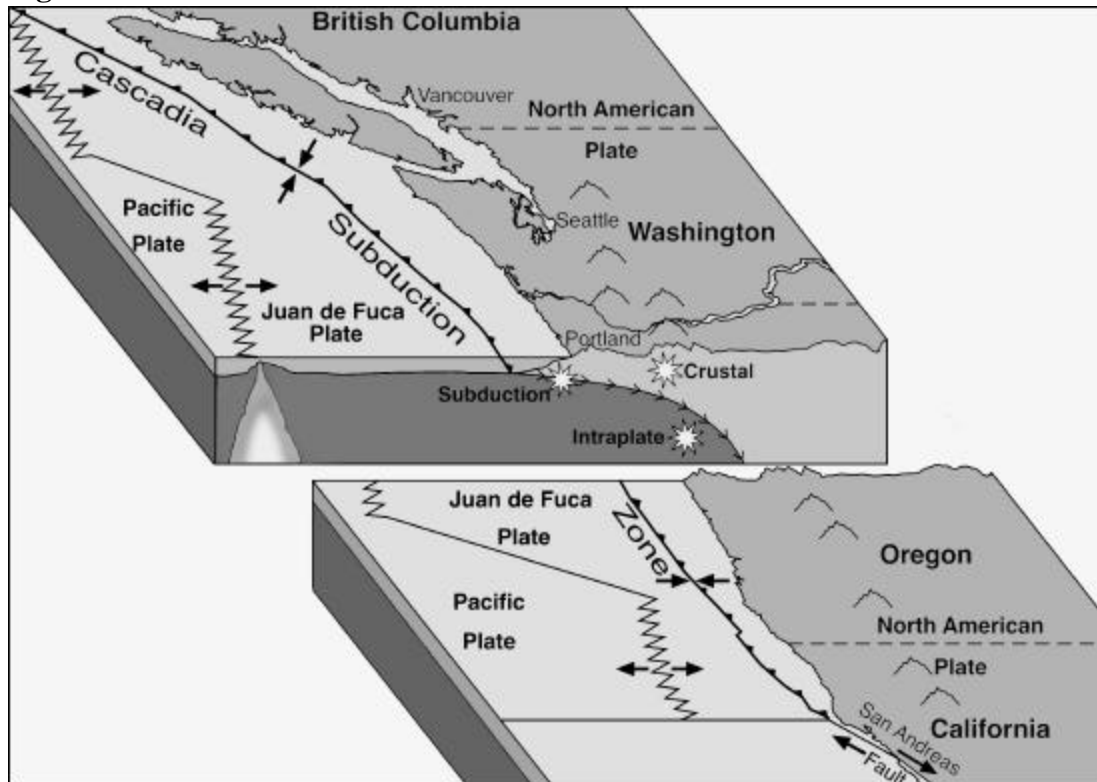 British Columbia
Cascadia
Vancouver
North American
Plate
Pacific
Plate
Seattle
Washington
Subduction
Juan de Fuca
Plate
Portland
Crustal
Subduction
Intraplate
Juan de Fuca
Plate
Zone
Oregon
Pacific
Plate
North American
Plate
San Andreas
California
Fault